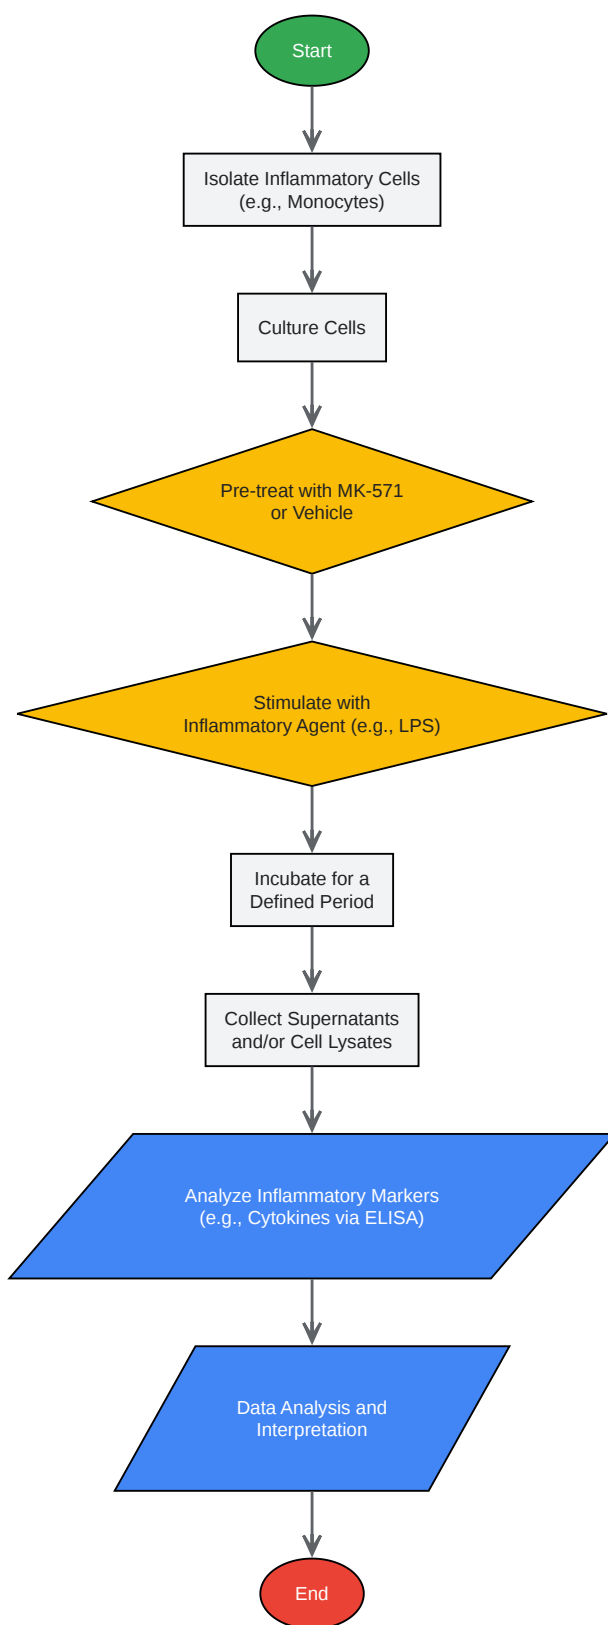 Start
Isolate Inflammatory Cells
(e.g., Monocytes)
Culture Cells
Pre-treat with MK-571
or Vehicle
Stimulate with
Inflammatory Agent (e.g., LPS)
Incubate for a
Defined Period
Collect Supernatants
and/or Cell Lysates
Analyze Inflammatory Markers
(e.g., Cytokines via ELISA)
Data Analysis and
Interpretation
End